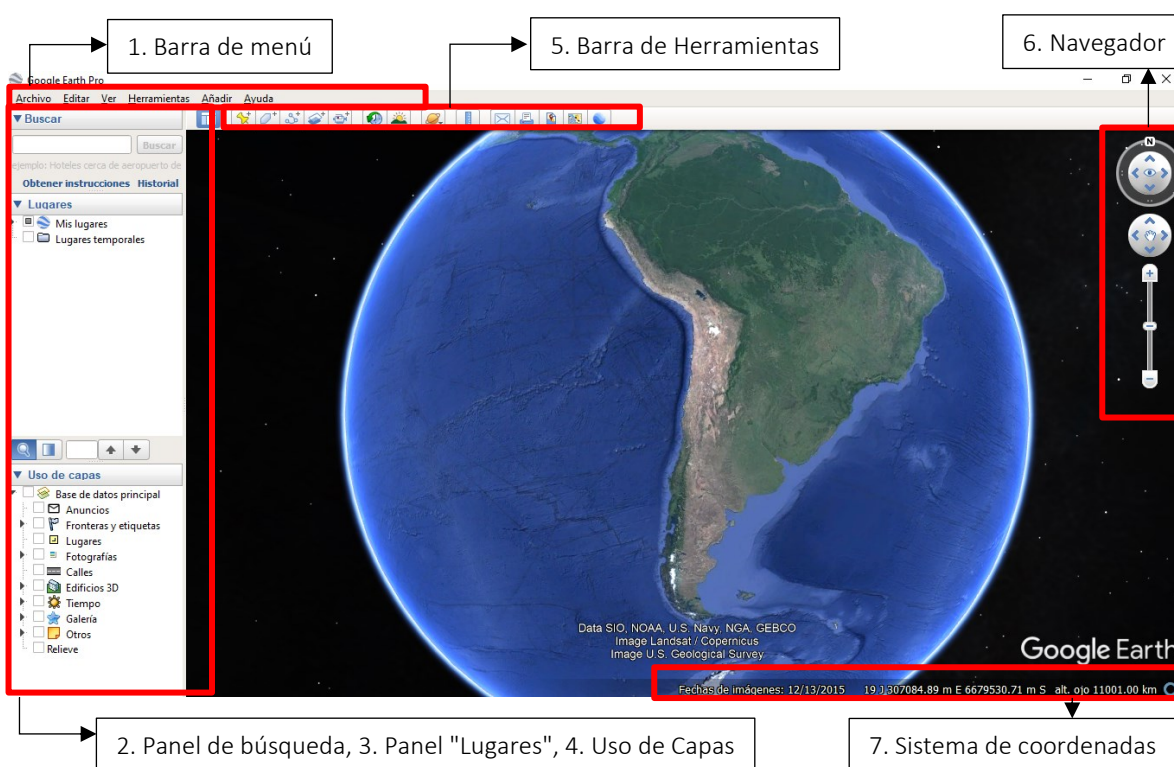 1. Barra de menú
5. Barra de Herramientas
6. Navegador
Google Earth Pro
Archivo Editar Ver Herramientas Añadir Ayuda
Buscar
Buscar
ejemplo: Hoteles cerca de aeropuerto de
Obtener instrucciones Historial
Lugares
Mis lugares
Lugares temporales
Uso de capas
Base de datos principal
Anuncios
Fronteras y etiquetas
Lugares
Fotografías
Calles
Edificios 3D
Tiempo
Galería
Otros
Relieve
N
Data SIO, NOAA, U.S. Navy, NGA, GEBCO
Image Landsat / Copernicus
Image U.S. Geological Survey
Google Earth
Fechas de imágenes: 12/13/2015 19 J 307084.89 m E 6679530.71 m S alt. ojo 11001.00 km
2. Panel de búsqueda, 3. Panel "Lugares", 4. Uso de Capas
7. Sistema de coordenadas